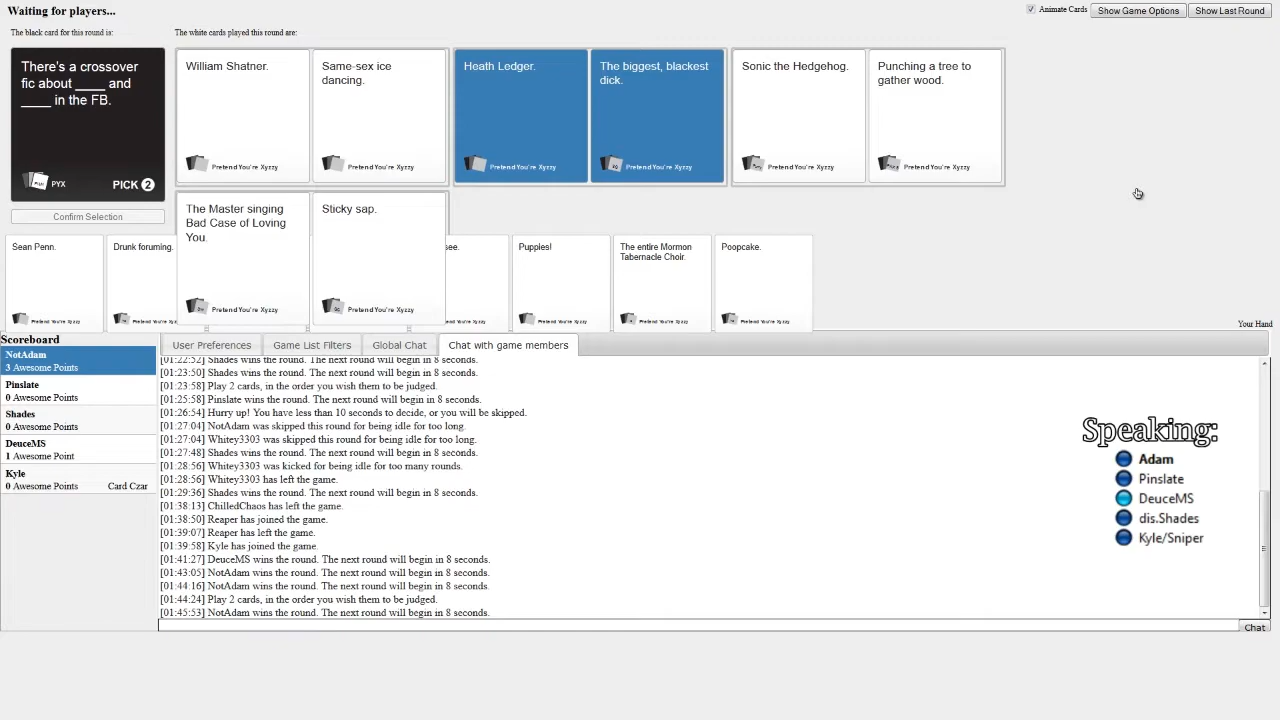 Waiting for players...
Animate Cards
Show Game Options
Show Last Round
The black card for this round is:
The white cards played this round are:
There's a crossover
fic about ____ and
____ in the FB.
PYX
PICK 2
William Shatner.
Pretend You're Xyzzy
Same-sex ice
dancing.
Pretend You're Xyzzy
Heath Ledger.
Pretend You're Xyzzy
The biggest, blackest
dick.
Pretend You're Xyzzy
Sonic the Hedgehog.
Pretend You're Xyzzy
Punching a tree to
gather wood.
Pretend You're Xyzzy
Confirm Selection
The Master singing
Bad Case of Loving
You.
Pretend You're Xyzzy
Sticky sap.
Pretend You're Xyzzy
Sean Penn.
Pretend You're Xyzzy
Drunk foruming.
see.
Puppies!
Pretend You're Xyzzy
The entire Mormon
Tabernacle Choir.
Pretend You're Xyzzy
Poopcake.
Pretend You're Xyzzy
Your Hand
Scoreboard
NotAdam
3 Awesome Points
Pinslate
0 Awesome Points
Shades
0 Awesome Points
DeuceMS
1 Awesome Point
Kyle
0 Awesome Points Card Czar
User Preferences
Game List Filters
Global Chat
Chat with game members
[01:22:52] Shades wins the round. The next round will begin in 8 seconds.
[01:23:50] Shades wins the round. The next round will begin in 8 seconds.
[01:23:58] Play 2 cards, in the order you wish them to be judged.
[01:25:58] Pinslate wins the round. The next round will begin in 8 seconds.
[01:26:54] Hurry up! You have less than 10 seconds to decide, or you will be skipped.
[01:27:04] NotAdam was skipped this round for being idle for too long.
[01:27:04] Whitey3303 was skipped this round for being idle for too long.
[01:27:48] Shades wins the round. The next round will begin in 8 seconds.
[01:28:56] Whitey3303 was kicked for being idle for too many rounds.
[01:28:56] Whitey3303 has left the game.
[01:29:36] Shades wins the round. The next round will begin in 8 seconds.
[01:38:13] ChilledChaos has left the game.
[01:38:50] Reaper has joined the game.
[01:39:07] Reaper has left the game.
[01:39:58] Kyle has joined the game.
[01:41:27] DeuceMS wins the round. The next round will begin in 8 seconds.
[01:43:05] NotAdam wins the round. The next round will begin in 8 seconds.
[01:44:16] NotAdam wins the round. The next round will begin in 8 seconds.
[01:44:24] Play 2 cards, in the order you wish them to be judged.
[01:45:53] NotAdam wins the round. The next round will begin in 8 seconds.
Chat
Speaking:
Adam
Pinslate
DeuceMS
dis.Shades
Kyle/Sniper